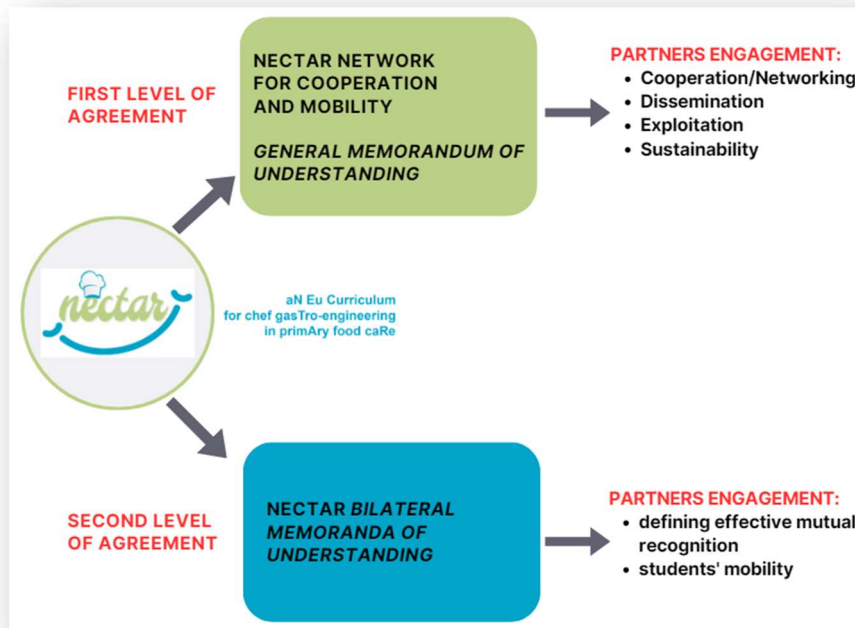 FIRST LEVEL OF
AGREEMENT
NECTAR NETWORK
FOR COOPERATION
AND MOBILITY
GENERAL MEMORANDUM OF
UNDERSTANDING
PARTNERS ENGAGEMENT:
• Cooperation/Networking
• Dissemination
• Exploitation
• Sustainability
nectar
aN Eu Curriculum
for chef gasTro-engineering
in primAry food caRe
SECOND LEVEL
OF AGREEMENT
NECTAR BILATERAL
MEMORANDA OF
UNDERSTANDING
PARTNERS ENGAGEMENT:
• defining effective mutual
recognition
• students' mobility